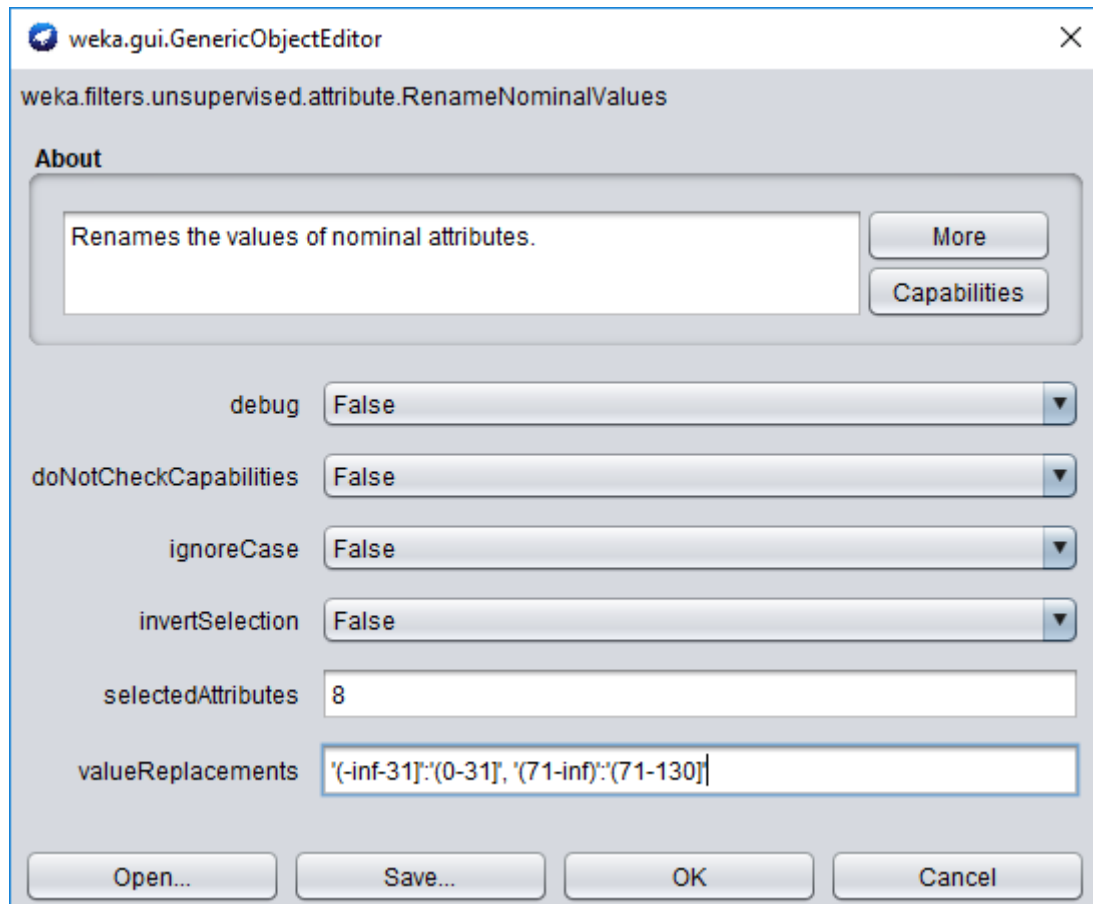 weka.gui.GenericObjectEditor
weka.filters.unsupervised.attribute.RenameNominalValues
About
Renames the values of nominal attributes.
More
Capabilities
debug False
doNotCheckCapabilities False
ignoreCase False
invertSelection False
selectedAttributes 8
valueReplacements '(-inf-31]':'(0-31]', '(71-inf)':'(71-130]'
Open... Save... OK Cancel